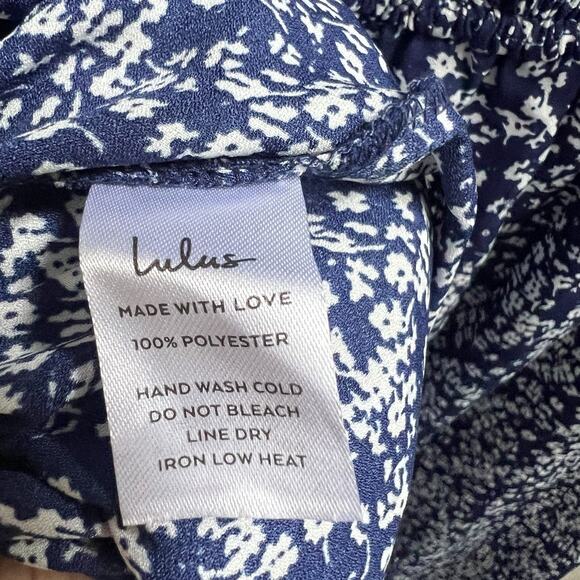 Lulus
MADE WITH LOVE
100% POLYESTER
HAND WASH COLD
DO NOT BLEACH
LINE DRY
IRON LOW HEAT